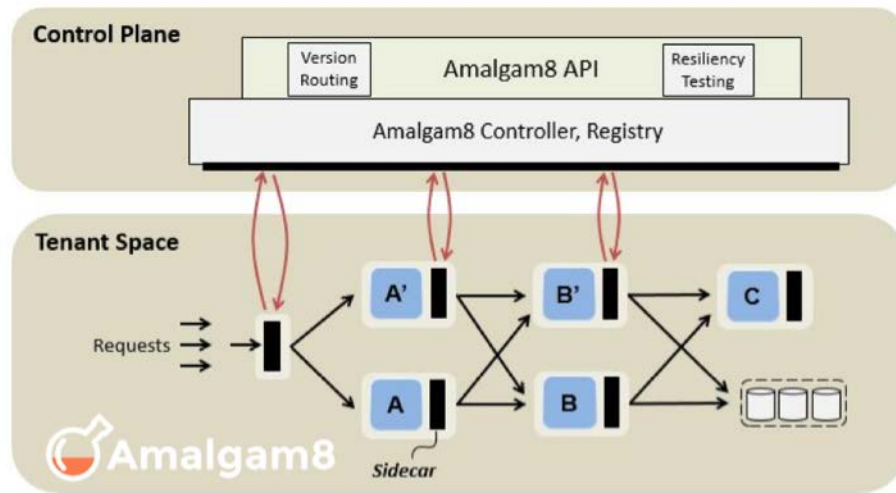 Control Plane
Version
Routing
Amalgam8 API
Resiliency
Testing
Amalgam8 Controller, Registry
Tenant Space
A’
B’
C
Requests
A
B
Sidecar
Amalgam8